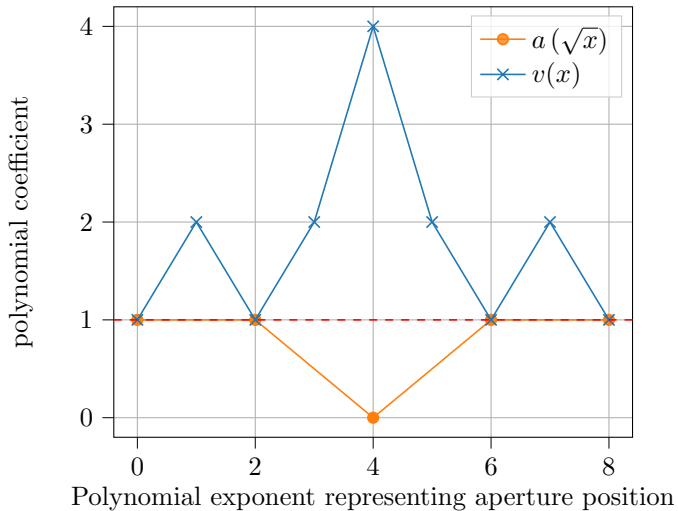 4
3
2
1
0
0 2 4 6 8
polynomial coefficient
Polynomial exponent representing aperture position
a (√x)
v(x)